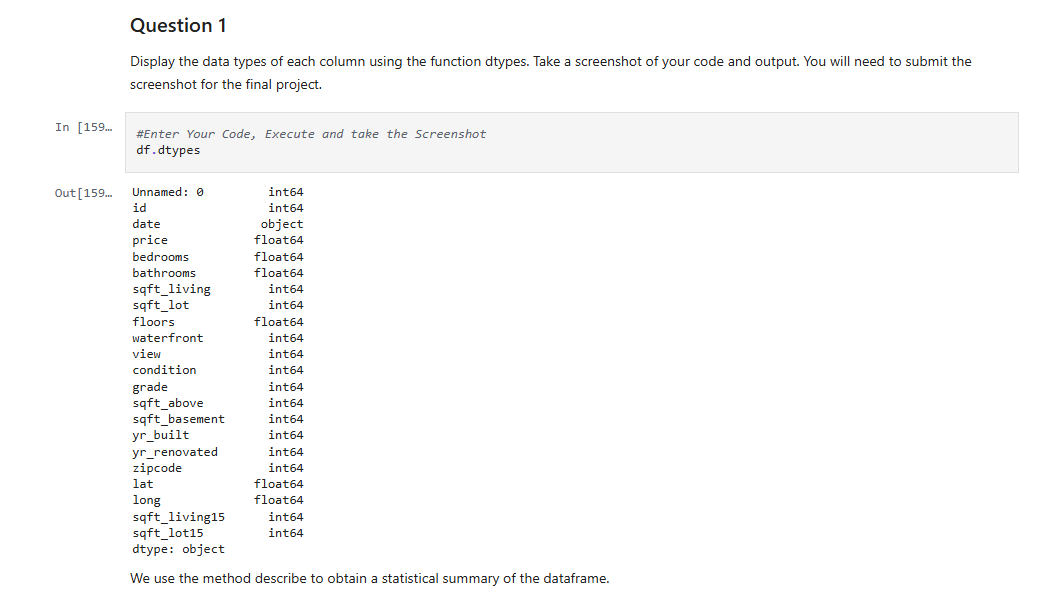 Question 1
Display the data types of each column using the function dtypes. Take a screenshot of your code and output. You will need to submit the
screenshot for the final project.
In [159…
#Enter Your Code, Execute and take the Screenshot
df.dtypes
Out[159…
Unnamed: 0 int64
id int64
date object
price float64
bedrooms float64
bathrooms float64
sqft_living int64
sqft_lot int64
floors float64
waterfront int64
view int64
condition int64
grade int64
sqft_above int64
sqft_basement int64
yr_built int64
yr_renovated int64
zipcode int64
lat float64
long float64
sqft_living15 int64
sqft_lot15 int64
dtype: object
We use the method describe to obtain a statistical summary of the dataframe.